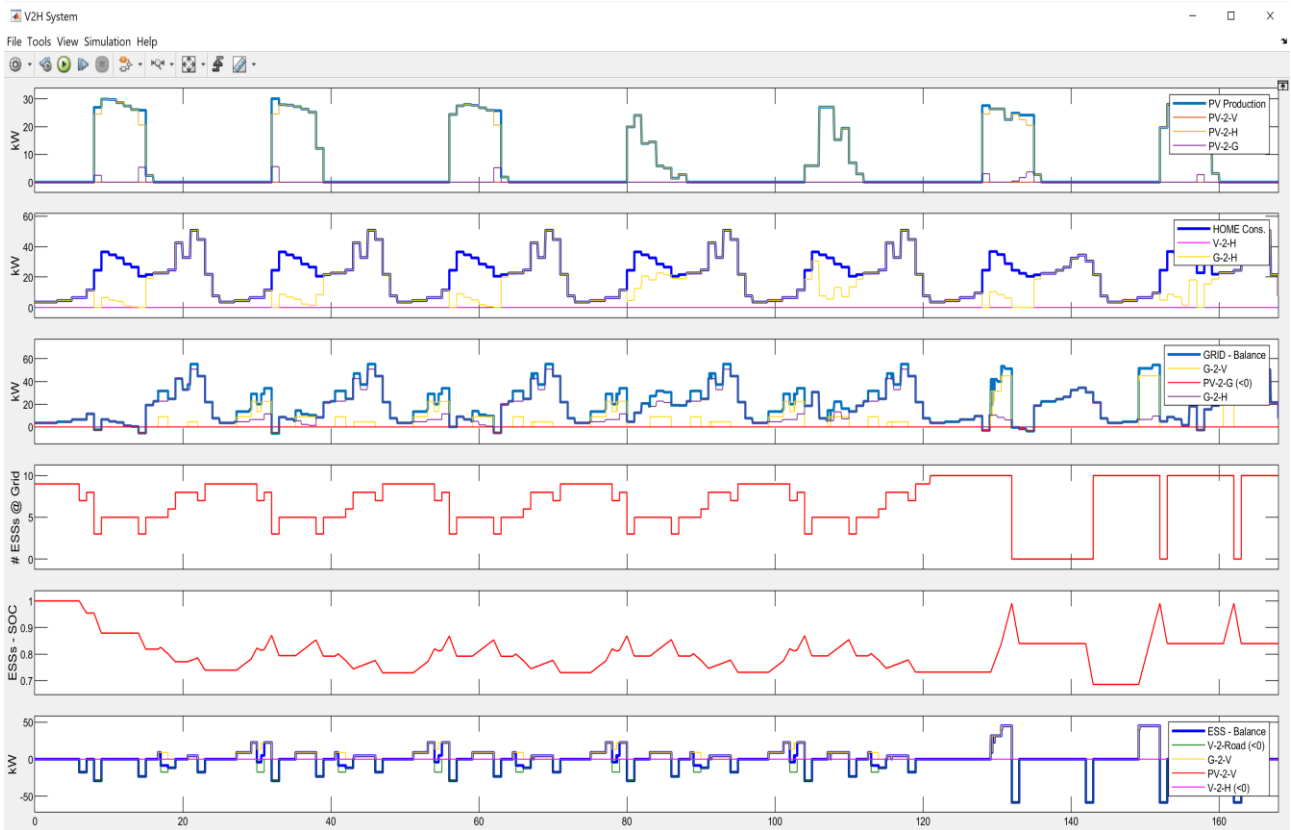 V2H System
File Tools View Simulation Help
30
20
10
0
kW
PV Production
PV-2-V
PV-2-H
PV-2-G
60
40
20
0
kW
HOME Cons.
V-2-H
G-2-H
60
40
20
0
kW
GRID - Balance
G-2-V
PV-2-G (<0)
G-2-H
10
5
0
# ESSs @ Grid
1
0.9
0.8
0.7
ESSs - SOC
50
0
-50
kW
ESS - Balance
V-2-Road (<0)
G-2-V
PV-2-V
V-2-H (<0)
0 20 40 60 80 100 120 140 160